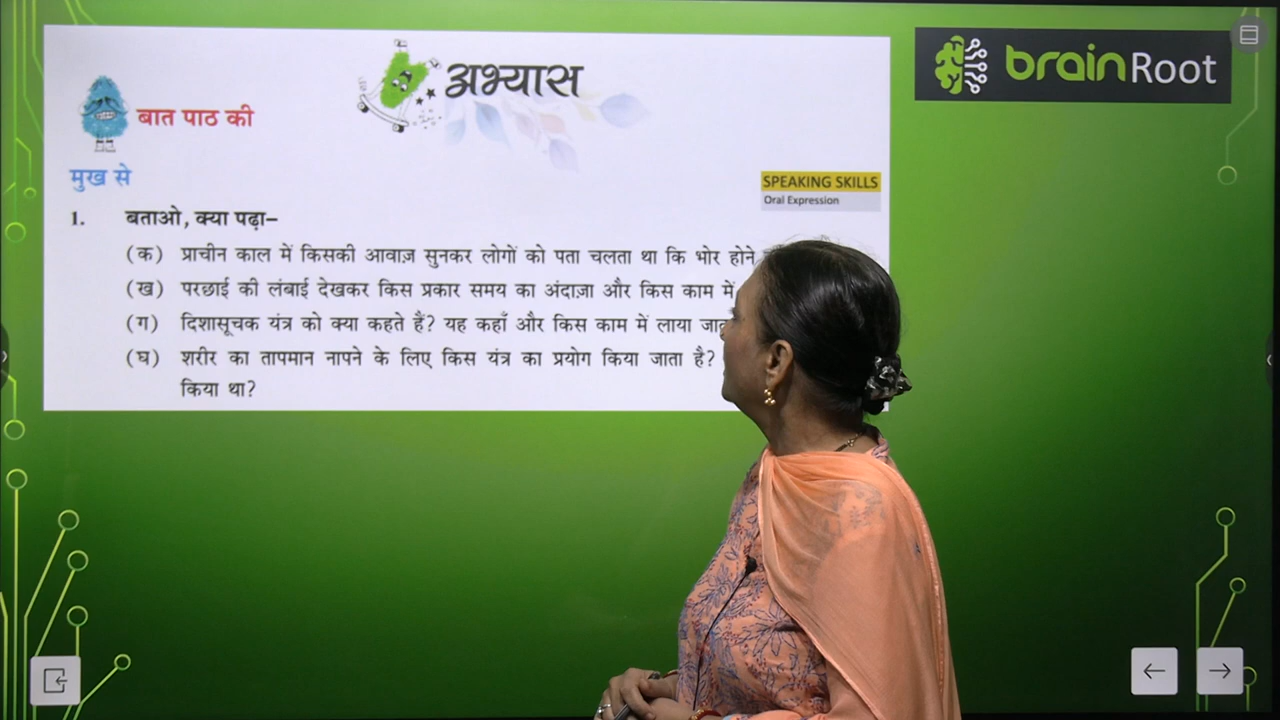 अभ्यास
brainRoot
बात पाठ की
मुख से
SPEAKING SKILLS
Oral Expression
1. बताओ, क्या पढ़ा–
(क) प्राचीन काल में किसकी आवाज़ सुनकर लोगों को पता चलता था कि भोर होने
(ख) परछाई की लंबाई देखकर किस प्रकार समय का अंदाज़ा और किस काम में
(ग) दिशासूचक यंत्र को क्या कहते हैं? यह कहाँ और किस काम में लाया
(घ) शरीर का तापमान नापने के लिए किस यंत्र का प्रयोग किया जाता है?
किया था?